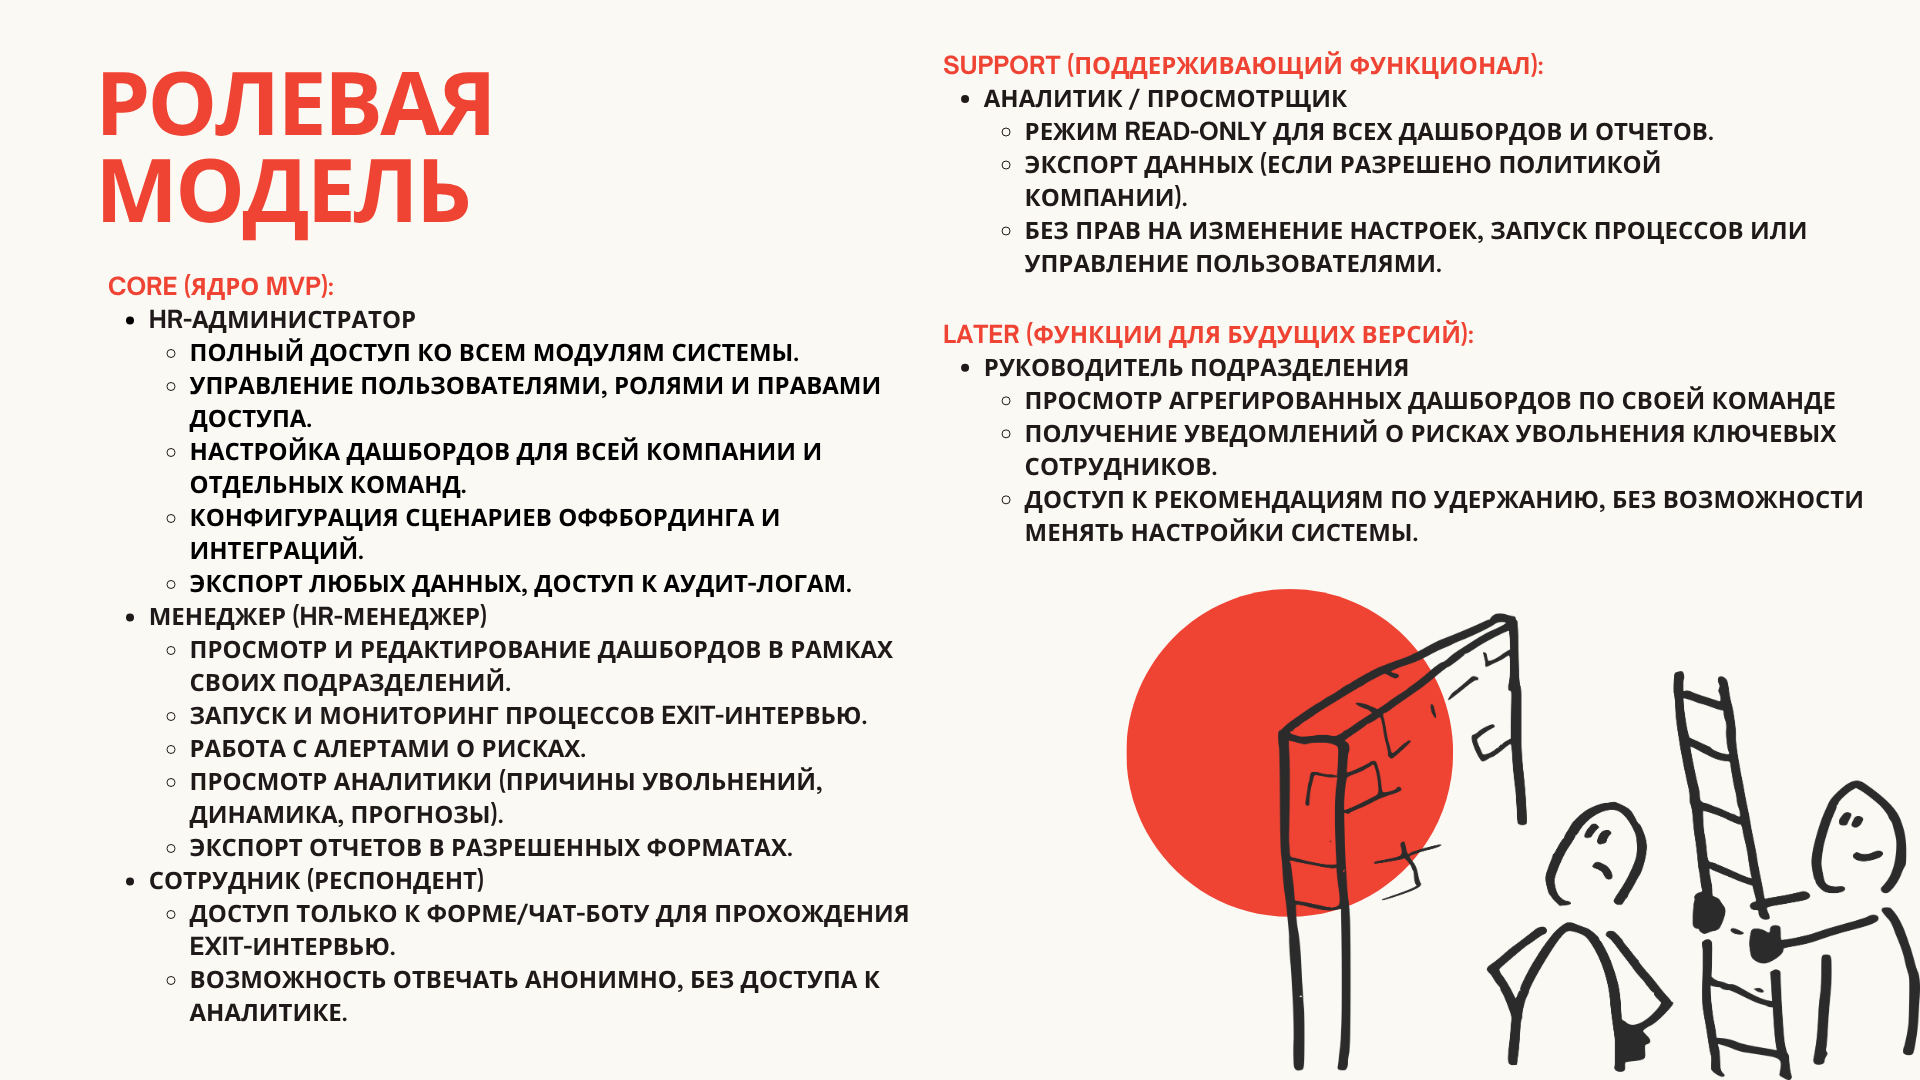 РОЛЕВАЯ
МОДЕЛЬ
CORE (ЯДРО MVP):
• HR-АДМИНИСТРАТОР
◦ ПОЛНЫЙ ДОСТУП КО ВСЕМ МОДУЛЯМ СИСТЕМЫ.
◦ УПРАВЛЕНИЕ ПОЛЬЗОВАТЕЛЯМИ, РОЛЯМИ И ПРАВАМИ
ДОСТУПА.
◦ НАСТРОЙКА ДАШБОРДОВ ДЛЯ ВСЕЙ КОМПАНИИ И
ОТДЕЛЬНЫХ КОМАНД.
◦ КОНФИГУРАЦИЯ СЦЕНАРИЕВ ОФФБОРДИНГА И
ИНТЕГРАЦИЙ.
◦ ЭКСПОРТ ЛЮБЫХ ДАННЫХ, ДОСТУП К АУДИТ-ЛОГАМ.
• МЕНЕДЖЕР (HR-МЕНЕДЖЕР)
◦ ПРОСМОТР И РЕДАКТИРОВАНИЕ ДАШБОРДОВ В РАМКАХ
СВОИХ ПОДРАЗДЕЛЕНИЙ.
◦ ЗАПУСК И МОНИТОРИНГ ПРОЦЕССОВ EXIT-ИНТЕРВЬЮ.
◦ РАБОТА С АЛЕРТАМИ О РИСКАХ.
◦ ПРОСМОТР АНАЛИТИКИ (ПРИЧИНЫ УВОЛЬНЕНИЙ,
ДИНАМИКА, ПРОГНОЗЫ).
◦ ЭКСПОРТ ОТЧЕТОВ В РАЗРЕШЕННЫХ ФОРМАТАХ.
• СОТРУДНИК (РЕСПОНДЕНТ)
◦ ДОСТУП ТОЛЬКО К ФОРМЕ/ЧАТ-БОТУ ДЛЯ ПРОХОЖДЕНИЯ
EXIT-ИНТЕРВЬЮ.
◦ ВОЗМОЖНОСТЬ ОТВЕЧАТЬ АНОНИМНО, БЕЗ ДОСТУПА К
АНАЛИТИКЕ.
SUPPORT (ПОДДЕРЖИВАЮЩИЙ ФУНКЦИОНАЛ):
• АНАЛИТИК / ПРОСМОТРЩИК
◦ РЕЖИМ READ-ONLY ДЛЯ ВСЕХ ДАШБОРДОВ И ОТЧЕТОВ.
◦ ЭКСПОРТ ДАННЫХ (ЕСЛИ РАЗРЕШЕНО ПОЛИТИКОЙ
КОМПАНИИ).
◦ БЕЗ ПРАВ НА ИЗМЕНЕНИЕ НАСТРОЕК, ЗАПУСК ПРОЦЕССОВ ИЛИ
УПРАВЛЕНИЕ ПОЛЬЗОВАТЕЛЯМИ.
LATER (ФУНКЦИИ ДЛЯ БУДУЩИХ ВЕРСИЙ):
• РУКОВОДИТЕЛЬ ПОДРАЗДЕЛЕНИЯ
◦ ПРОСМОТР АГРЕГИРОВАННЫХ ДАШБОРДОВ ПО СВОЕЙ КОМАНДЕ
◦ ПОЛУЧЕНИЕ УВЕДОМЛЕНИЙ О РИСКАХ УВОЛЬНЕНИЯ КЛЮЧЕВЫХ
СОТРУДНИКОВ.
◦ ДОСТУП К РЕКОМЕНДАЦИЯМ ПО УДЕРЖАНИЮ, БЕЗ ВОЗМОЖНОСТИ
МЕНЯТЬ НАСТРОЙКИ СИСТЕМЫ.